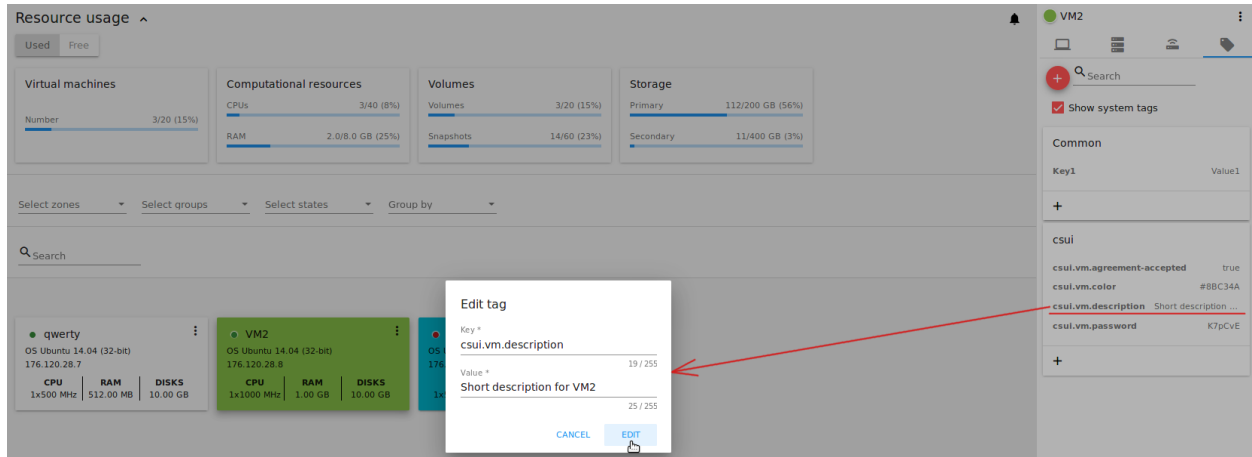 Resource usage
Used Free
Virtual machines
Number 3/20 (15%)
Computational resources
CPUs 3/40 (8%)
RAM 2.0/8.0 GB (25%)
Volumes
Volumes 3/20 (15%)
Snapshots 14/60 (23%)
Storage
Primary 112/200 GB (56%)
Secondary 11/400 GB (3%)
Select zones Select groups Select states Group by
Search
qwerty
OS Ubuntu 14.04 (32-bit)
176.120.28.7
CPU RAM DISKS
1x500 MHz 512.00 MB 10.00 GB
VM2
OS Ubuntu 14.04 (32-bit)
176.120.28.8
CPU RAM DISKS
1x1000 MHz 1.00 GB 10.00 GB
Edit tag
Key *
csui.vm.description
19 / 255
Value *
Short description for VM2
25 / 255
CANCEL EDIT
VM2
Search
Show system tags
Common
Key1 Value1
+
csui
csui.vm.agreement-accepted true
csui.vm.color #8BC34A
csui.vm.description Short description ...
csui.vm.password K7pCvE
+